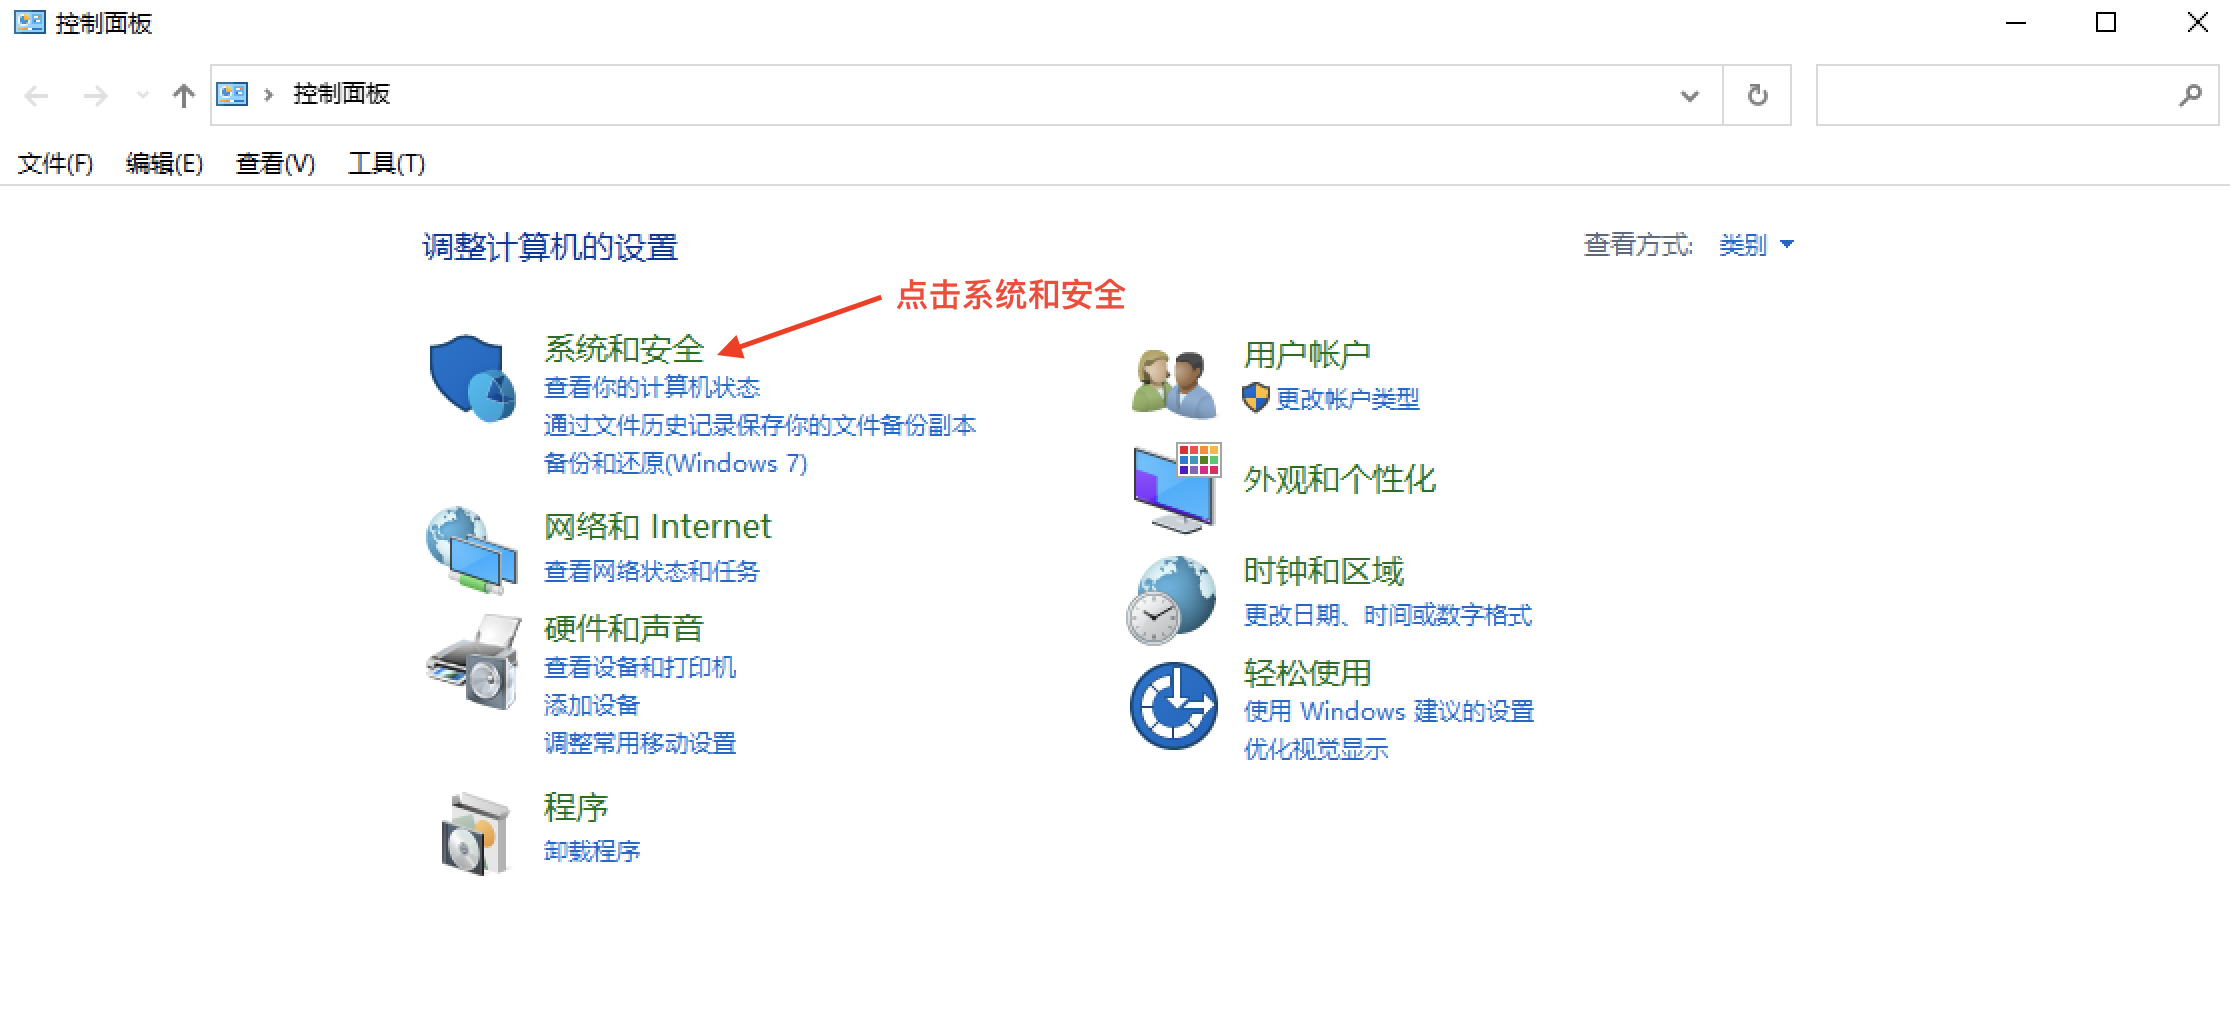 控制面板
控制面板
文件(F) 编辑(E) 查看(V) 工具(T)
调整计算机的设置
查看方式: 类别
点击系统和安全
系统和安全
查看你的计算机状态
通过文件历史记录保存你的文件备份副本
备份和还原(Windows 7)
网络和 Internet
查看网络状态和任务
硬件和声音
查看设备和打印机
添加设备
调整常用移动设置
程序
卸载程序
用户帐户
更改帐户类型
外观和个性化
时钟和区域
更改日期、时间或数字格式
轻松使用
使用 Windows 建议的设置
优化视觉显示